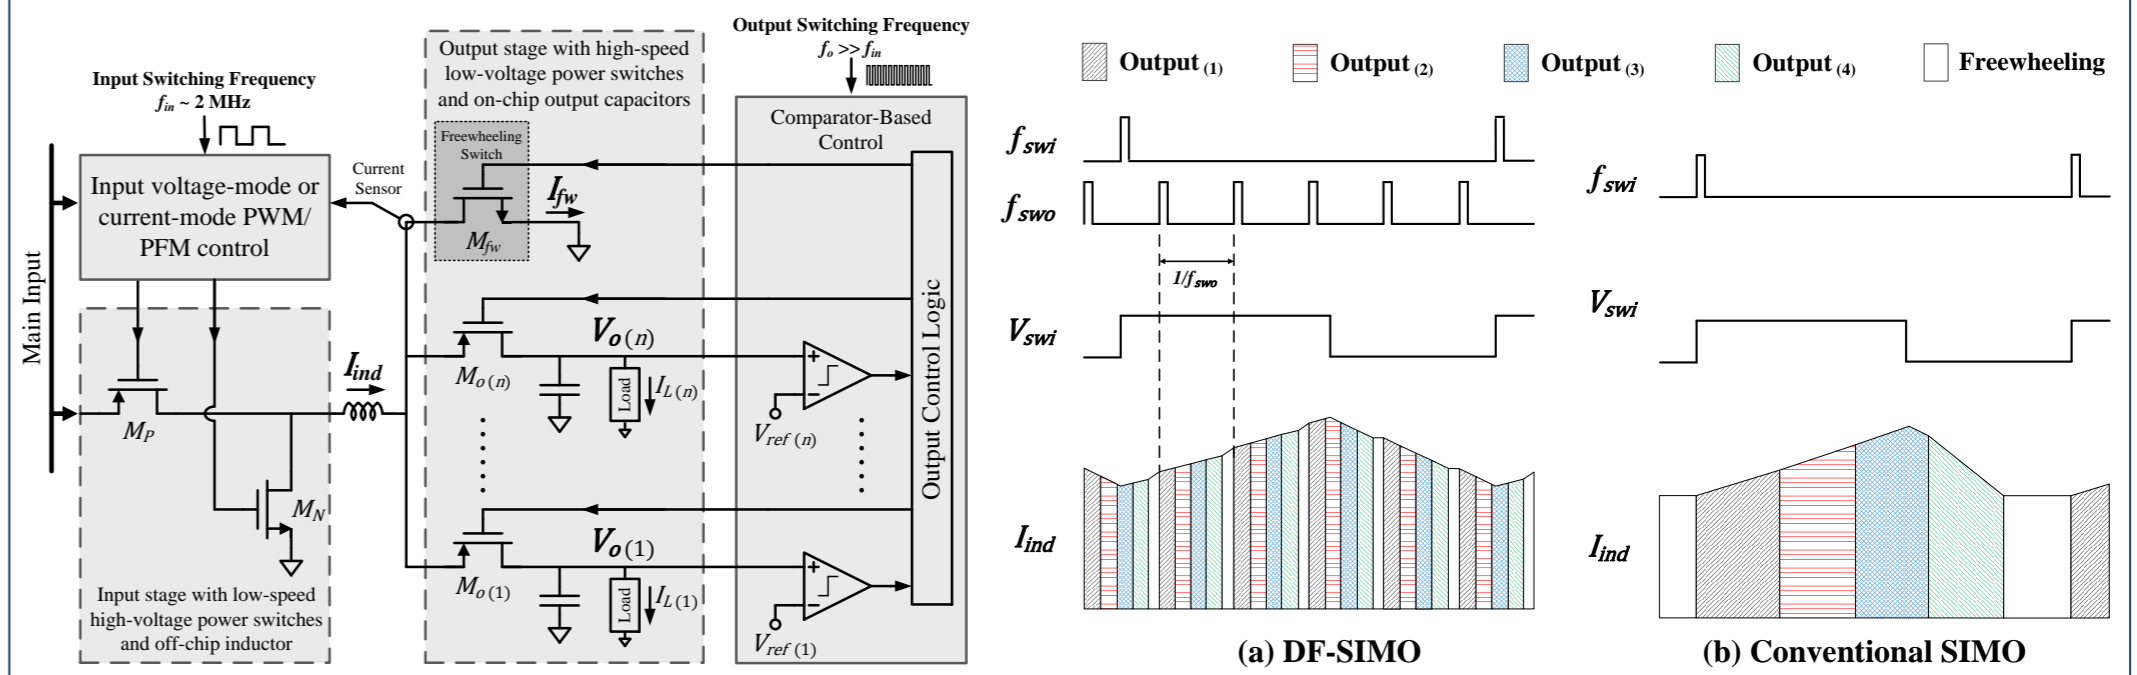 Input Switching Frequency
f_in ~ 2 MHz
Main Input
Input voltage-mode or
current-mode PWM/
PFM control
Current
Sensor
M_P
M_N
I_ind
Input stage with low-speed
high-voltage power switches
and off-chip inductor
Output stage with high-speed
low-voltage power switches
and on-chip output capacitors
Freewheeling
Switch
M_fw
I_fw
M_o (n)
V_o (n)
Load
I_L (n)
V_ref (n)
M_o (1)
V_o (1)
Load
I_L (1)
V_ref (1)
Output Switching Frequency
f_o >> f_in
Comparator-Based
Control
Output Control Logic
Output (1)
Output (2)
Output (3)
Output (4)
Freewheeling
f_swi
f_swo
1/f_swo
V_swi
I_ind
(a) DF-SIMO
f_swi
V_swi
I_ind
(b) Conventional SIMO